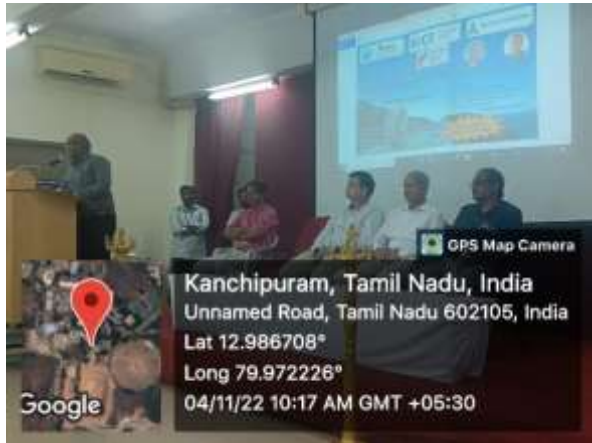 GPS Map Camera
Kanchipuram, Tamil Nadu, India
Unnamed Road, Tamil Nadu 602105, India
Lat 12.986708°
Long 79.972226°
04/11/22 10:17 AM GMT +05:30
Google